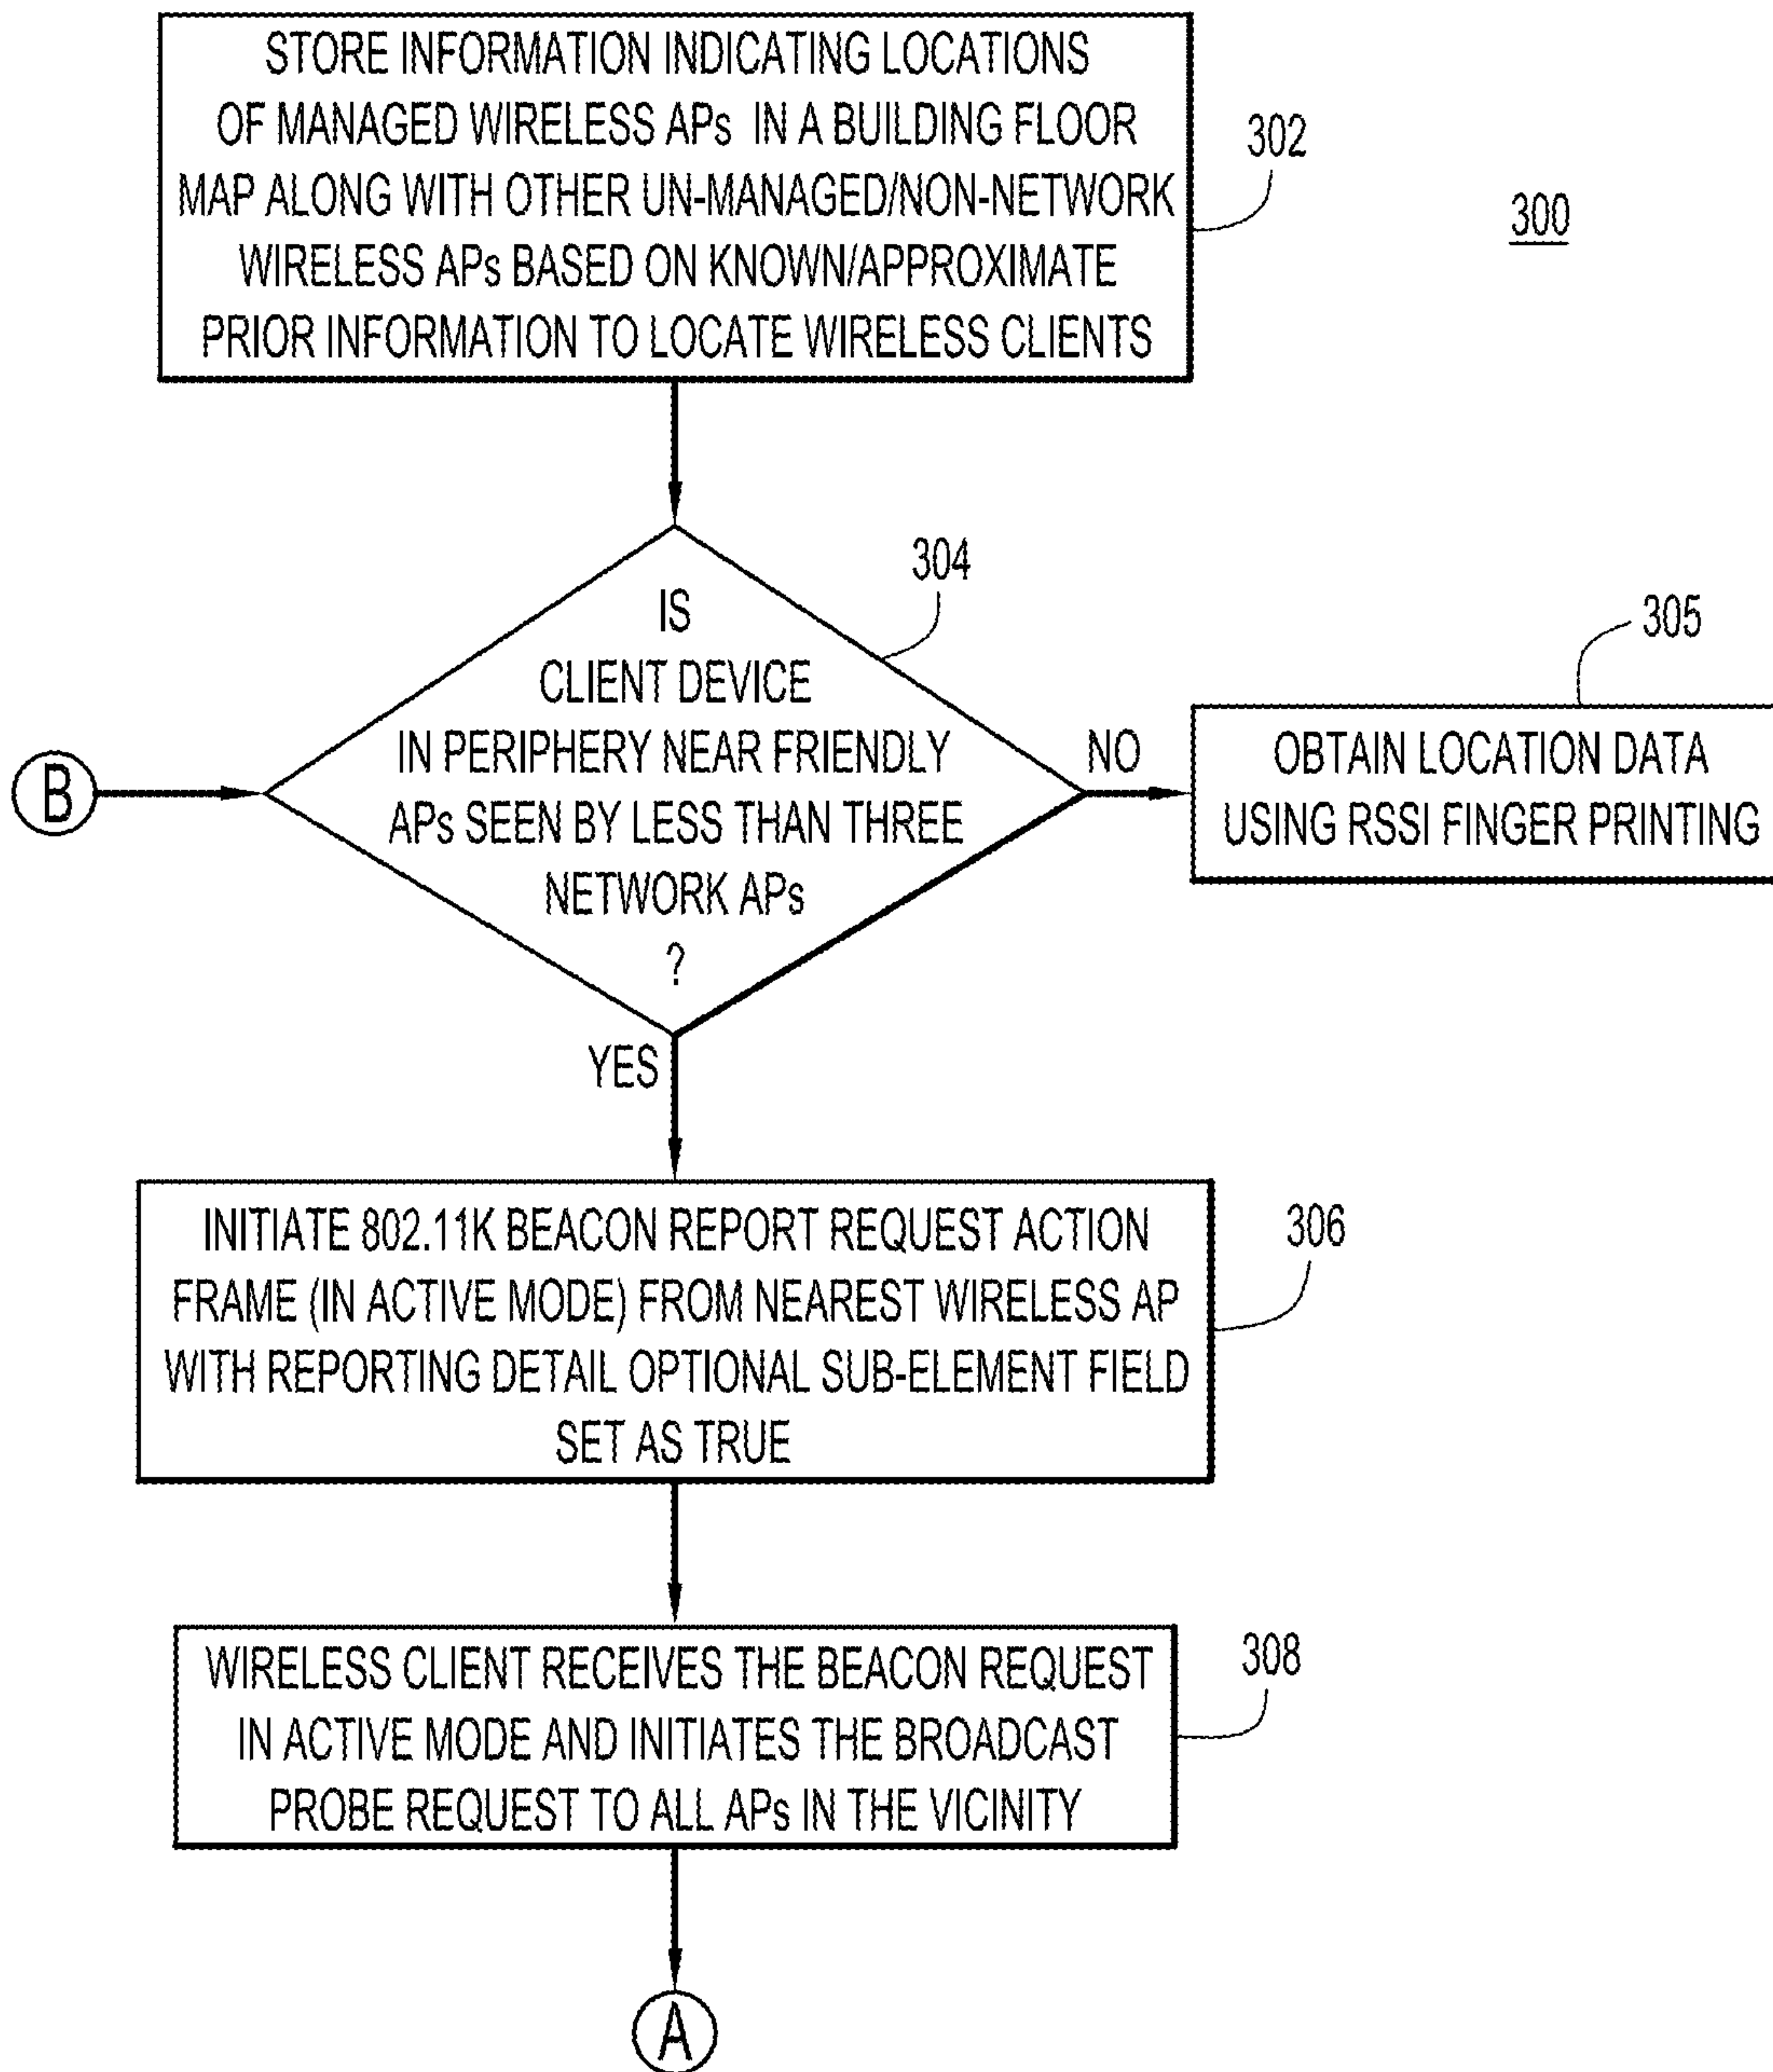 STORE INFORMATION INDICATING LOCATIONS
OF MANAGED WIRELESS APs IN A BUILDING FLOOR
MAP ALONG WITH OTHER UN-MANAGED/NON-NETWORK
WIRELESS APs BASED ON KNOWN/APPROXIMATE
PRIOR INFORMATION TO LOCATE WIRELESS CLIENTS
302
300
IS
CLIENT DEVICE
IN PERIPHERY NEAR FRIENDLY
APs SEEN BY LESS THAN THREE
NETWORK APs
?
304
B
NO
305
OBTAIN LOCATION DATA
USING RSSI FINGER PRINTING
YES
INITIATE 802.11K BEACON REPORT REQUEST ACTION
FRAME (IN ACTIVE MODE) FROM NEAREST WIRELESS AP
WITH REPORTING DETAIL OPTIONAL SUB-ELEMENT FIELD
SET AS TRUE
306
WIRELESS CLIENT RECEIVES THE BEACON REQUEST
IN ACTIVE MODE AND INITIATES THE BROADCAST
PROBE REQUEST TO ALL APs IN THE VICINITY
308
A